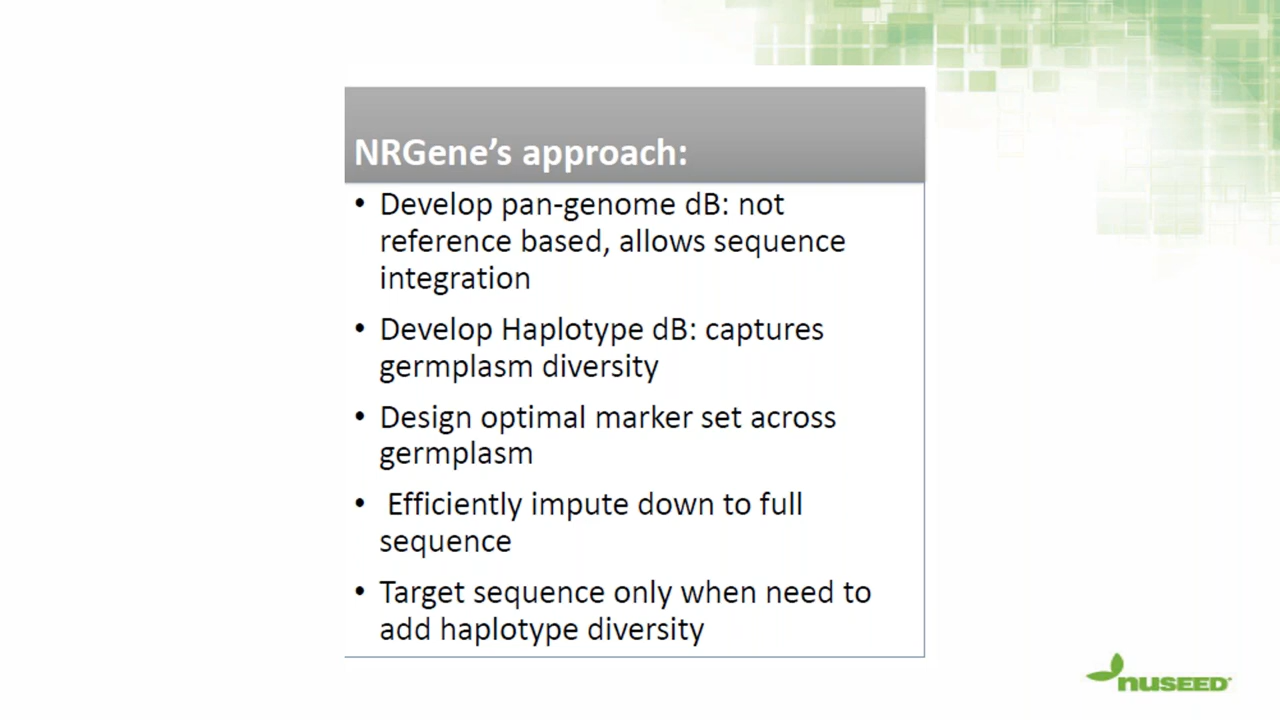 NRGene's approach:
• Develop pan-genome dB: not
reference based, allows sequence
integration
• Develop Haplotype dB: captures
germplasm diversity
• Design optimal marker set across
germplasm
• Efficiently impute down to full
sequence
• Target sequence only when need to
add haplotype diversity
nuseed